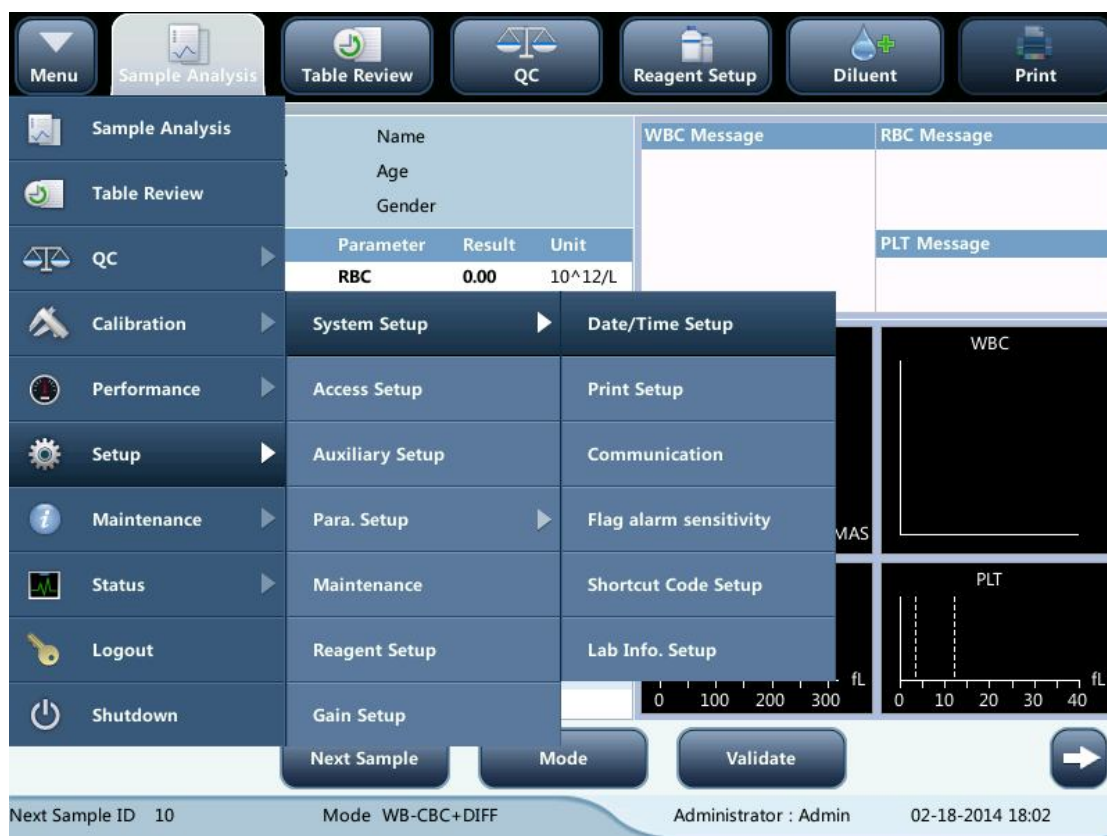 Menu
Sample Analysis
Table Review
QC
Reagent Setup
Diluent
Print
Sample Analysis
Table Review
QC
Calibration
Performance
Setup
Maintenance
Status
Logout
Shutdown
System Setup
Access Setup
Auxiliary Setup
Para. Setup
Maintenance
Reagent Setup
Gain Setup
Date/Time Setup
Print Setup
Communication
Flag alarm sensitivity
Shortcut Code Setup
Lab Info. Setup
Name
Age
Gender
Parameter Result Unit
RBC 0.00 10^12/L
WBC Message
RBC Message
PLT Message
WBC
MAS
PLT
fL
0 100 200 300
fL
0 10 20 30 40
Next Sample
Mode
Validate
Next Sample ID 10
Mode WB-CBC+DIFF
Administrator : Admin
02-18-2014 18:02